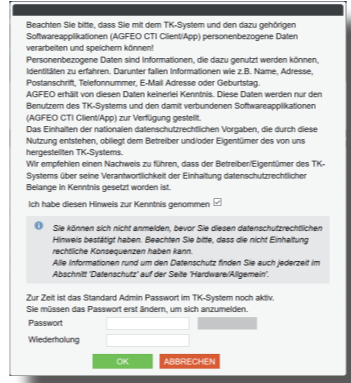 Beachten Sie bitte, dass Sie mit dem TK-System und den dazu gehörigen
Softwareapplikationen (AGFEO CTI Client/App) personenbezogene Daten
verarbeiten und speichern können!
Personenbezogene Daten sind Informationen, die dazu genutzt werden können,
Identitäten zu erfahren. Darunter fallen Informationen wie z.B. Name, Adresse,
Postanschrift, Telefonnummer, E-Mail Adresse oder Geburtstag.
AGFEO erhält von diesen Daten keinerlei Kenntnis. Diese Daten werden nur den
Benutzern des TK-Systems und den damit verbundenen Softwareapplikationen
(AGFEO CTI Client/App) zur Verfügung gestellt.
Das Einhalten der nationalen datenschutzrechtlichen Vorgaben, die durch diese
Nutzung entstehen, obliegt dem Betreiber und/oder Eigentümer des von uns
hergestellten TK-Systems.
Wir empfehlen einen Nachweis zu führen, dass der Betreiber/Eigentümer des TK-
Systems über seine Verantwortlichkeit der Einhaltung datenschutzrechtlicher
Belange in Kenntnis gesetzt worden ist.
Ich habe diesen Hinweis zur Kenntnis genommen
Sie können sich nicht anmelden, bevor Sie diesen datenschutzrechtlichen
Hinweis bestätigt haben. Beachten Sie bitte, dass die nicht Einhaltung
rechtliche Konsequenzen haben kann.
Alle Informationen rund um den Datenschutz finden Sie auch jederzeit im
Abschnitt 'Datenschutz' auf der Seite 'Hardware/Allgemein'.
Zur Zeit ist das Standard Admin Passwort im TK-System noch aktiv.
Sie müssen das Passwort erst ändern, um sich anzumelden.
Passwort
Wiederholung
OK ABBRECHEN